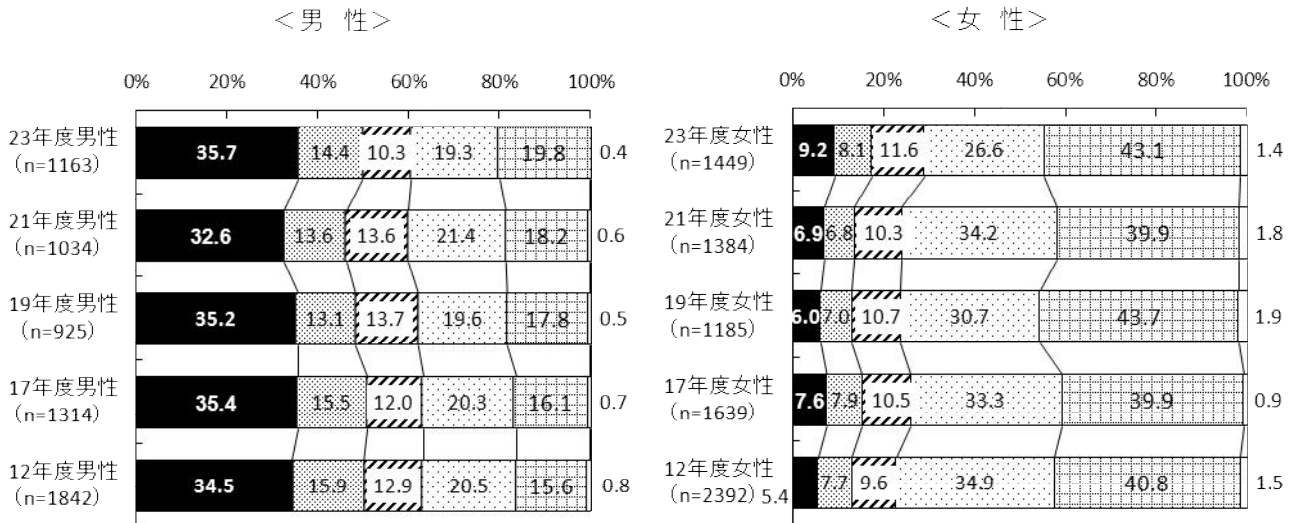 ＜男 性＞
0% 20% 40% 60% 80% 100%
23年度男性
(n=1163)
35.7 14.4 10.3 19.3 19.8 0.4
21年度男性
(n=1034)
32.6 13.6 13.6 21.4 18.2 0.6
19年度男性
(n=925)
35.2 13.1 13.7 19.6 17.8 0.5
17年度男性
(n=1314)
35.4 15.5 12.0 20.3 16.1 0.7
12年度男性
(n=1842)
34.5 15.9 12.9 20.5 15.6 0.8
＜女 性＞
0% 20% 40% 60% 80% 100%
23年度女性
(n=1449)
9.2 8.1 11.6 26.6 43.1 1.4
21年度女性
(n=1384)
6.9 6.8 10.3 34.2 39.9 1.8
19年度女性
(n=1185)
6.0 7.0 10.7 30.7 43.7 1.9
17年度女性
(n=1639)
7.6 7.9 10.5 33.3 39.9 0.9
12年度女性
(n=2392)
5.4 7.7 9.6 34.9 40.8 1.5